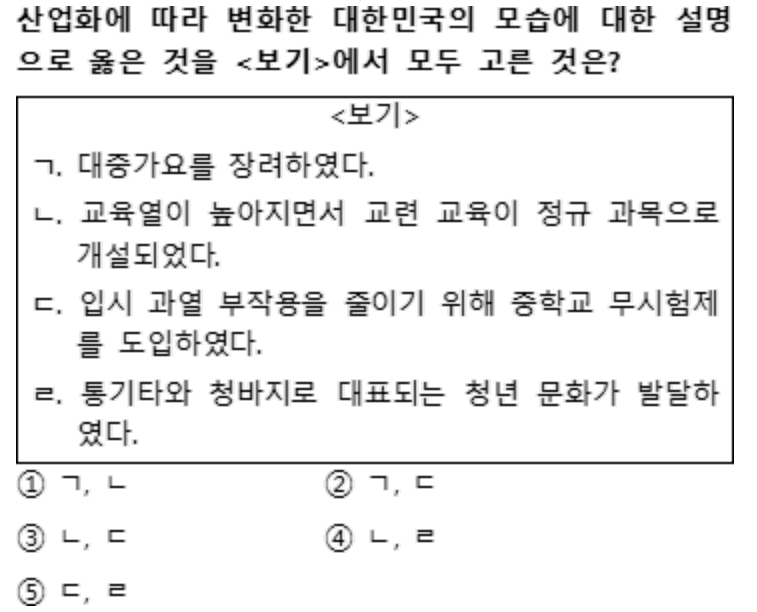 산업화에 따라 변화한 대한민국의 모습에 대한 설명
으로 옳은 것을 <보기>에서 모두 고른 것은?
<보기>
ㄱ. 대중가요를 장려하였다.
ㄴ. 교육열이 높아지면서 교련 교육이 정규 과목으로
개설되었다.
ㄷ. 입시 과열 부작용을 줄이기 위해 중학교 무시험제
를 도입하였다.
ㄹ. 통기타와 청바지로 대표되는 청년 문화가 발달하
였다.
① ㄱ, ㄴ ② ㄱ, ㄷ
③ ㄴ, ㄷ ④ ㄴ, ㄹ
⑤ ㄷ, ㄹ